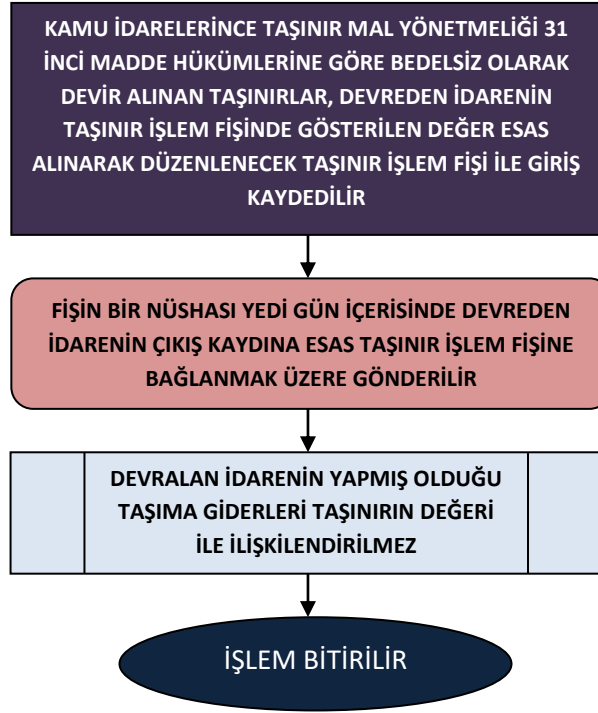 KAMU İDARELERİNCE TAŞINIR MAL YÖNETMELİĞİ 31
İNCİ MADDE HÜKÜMLERİNE GÖRE BEDELSİZ OLARAK
DEVİR ALINAN TAŞINIRLAR, DEVREDEN İDARENİN
TAŞINIR İŞLEM FİŞİNDE GÖSTERİLEN DEĞER ESAS
ALINARAK DÜZENLENECEK TAŞINIR İŞLEM FİŞİ İLE GİRİŞ
KAYDEDİLİR
FİŞİN BİR NÜSHASI YEDİ GÜN İÇERİSİNDE DEVREDEN
İDARENİN ÇIKIŞ KAYDINA ESAS TAŞINIR İŞLEM FİŞİNE
BAĞLANMAK ÜZERE GÖNDERİLİR
DEVRALAN İDARENİN YAPMIŞ OLDUĞU
TAŞIMA GİDERLERİ TAŞINIRIN DEĞERİ
İLE İLİŞKİLENDİRİLMEZ
İŞLEM BİTİRİLİR